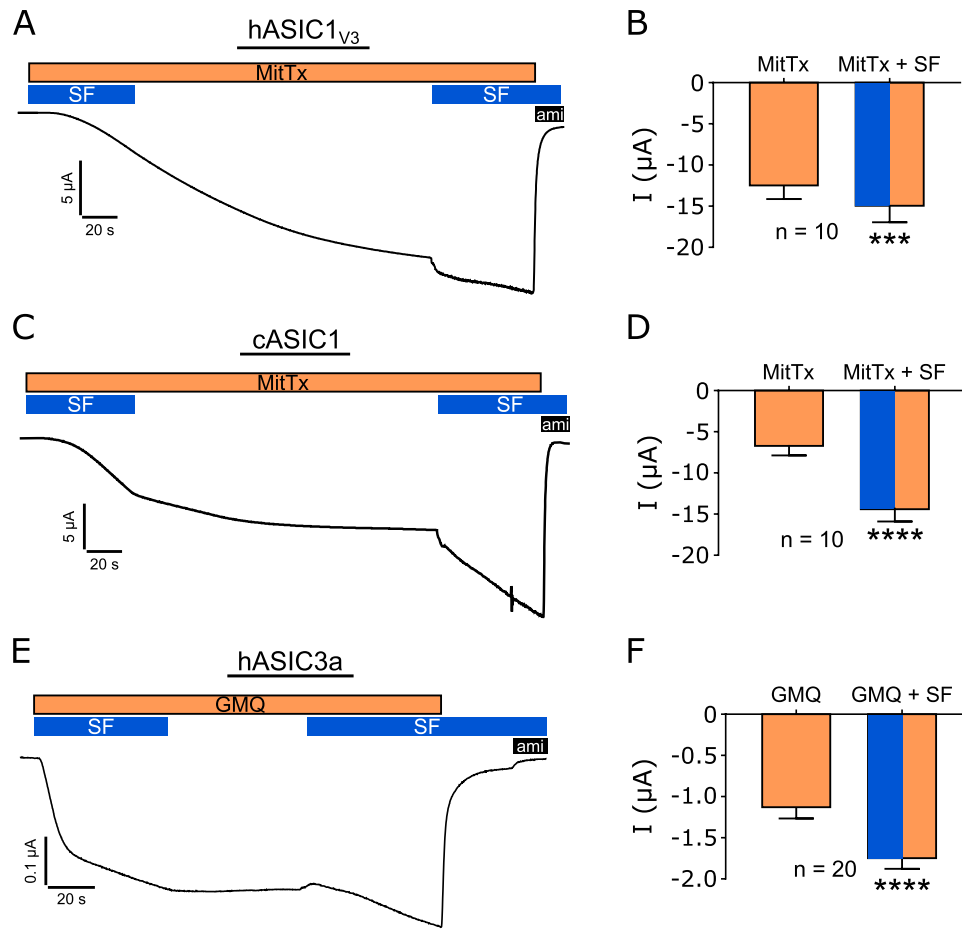 A
hASIC1V3
MitTx
SF SF
ami
5 µA
20 s
B
MitTx MitTx + SF
0
-5
-10
-15
-20
I (µA)
n = 10
***
C
cASIC1
MitTx
SF SF
ami
5 µA
20 s
D
MitTx MitTx + SF
0
-5
-10
-15
-20
I (µA)
n = 10
****
E
hASIC3a
GMQ
SF SF
ami
0.1 µA
20 s
F
GMQ GMQ + SF
0
-0.5
-1.0
-1.5
-2.0
I (µA)
n = 20
****